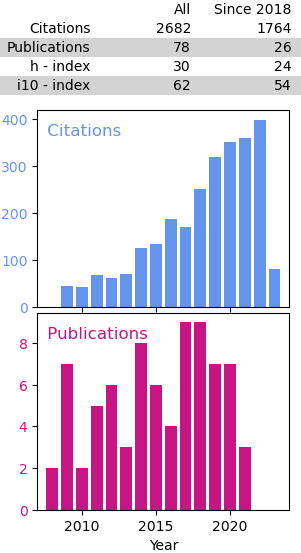 All Since 2018
Citations 2682 1764
Publications 78 26
h - index 30 24
i10 - index 62 54
400
Citations
300
200
100
0
Publications
8
6
4
2
0
2010 2015 2020
Year